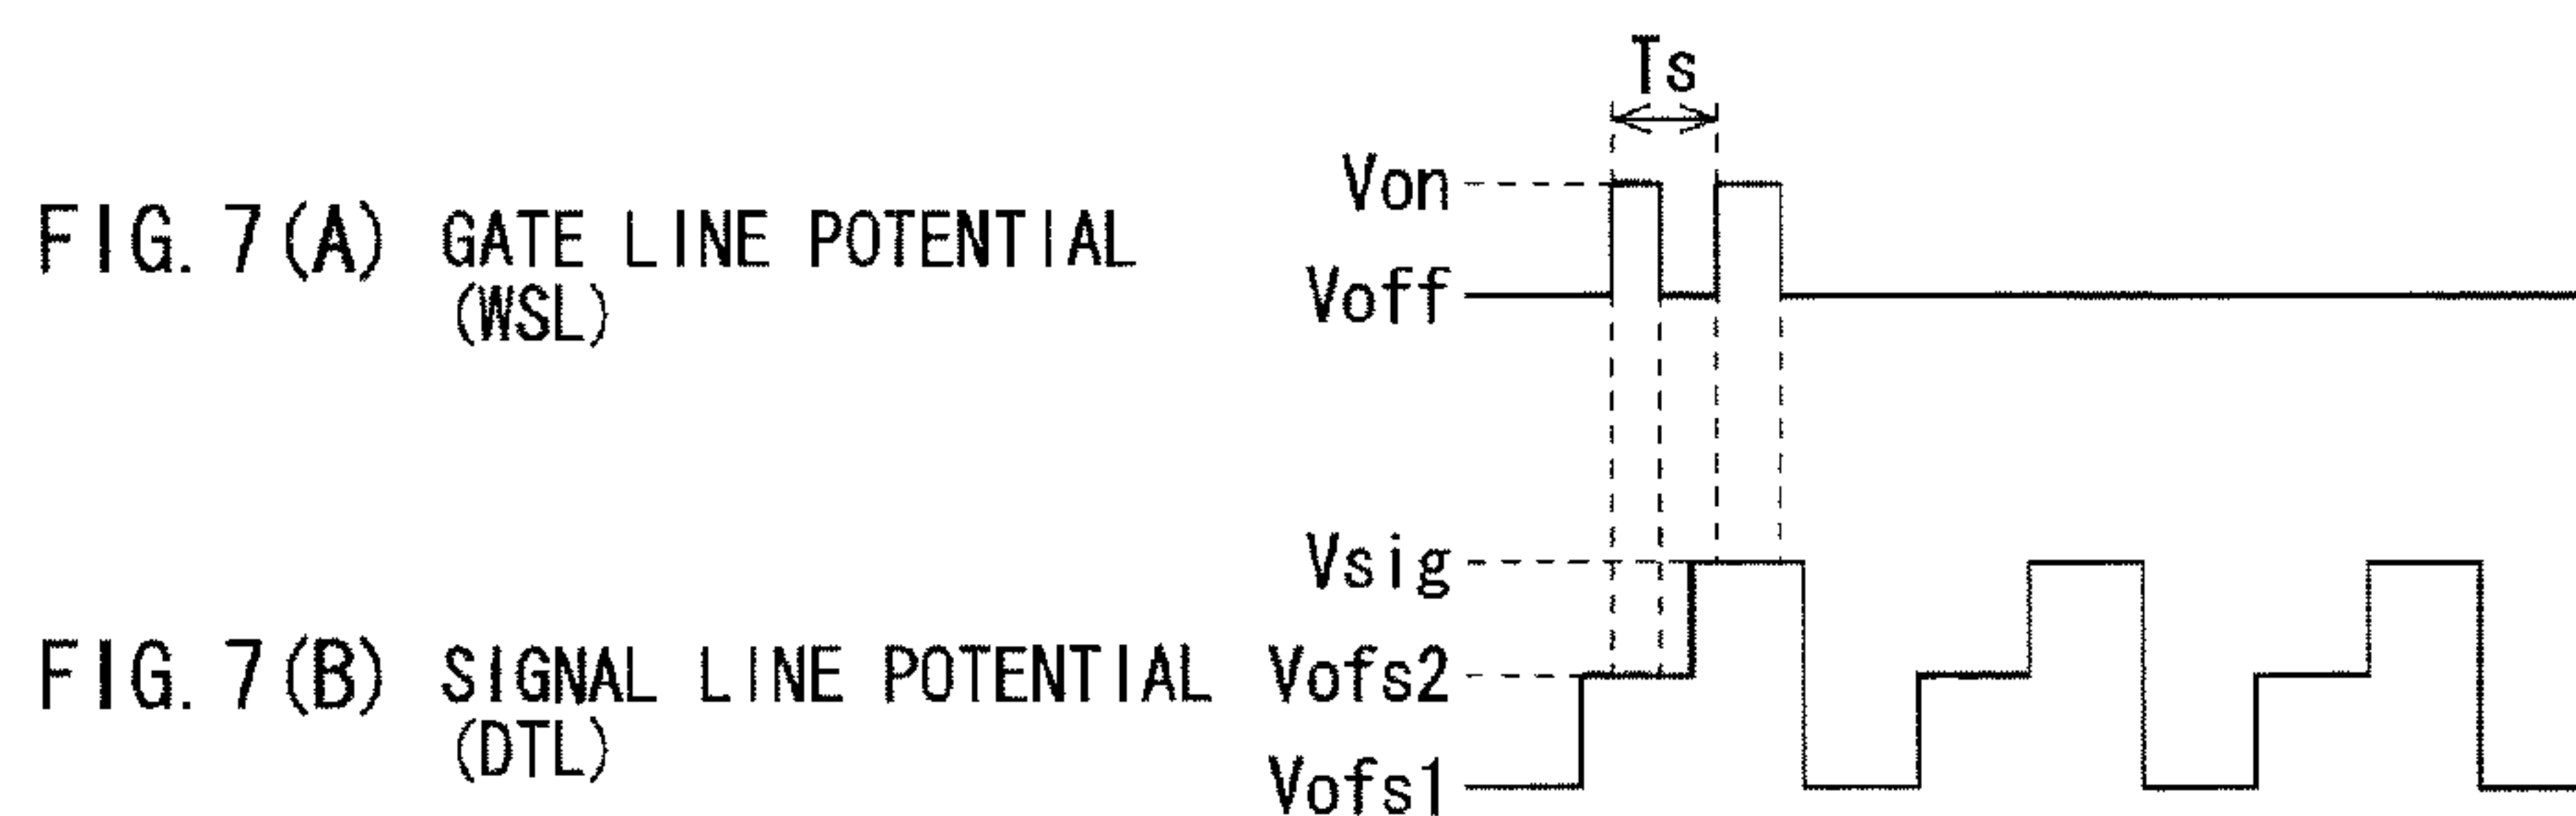 Ts
Von
FIG. 7(A) GATE LINE POTENTIAL
(WSL)
Voff
Vsig
FIG. 7(B) SIGNAL LINE POTENTIAL Vofs2
(DTL)
Vofs1